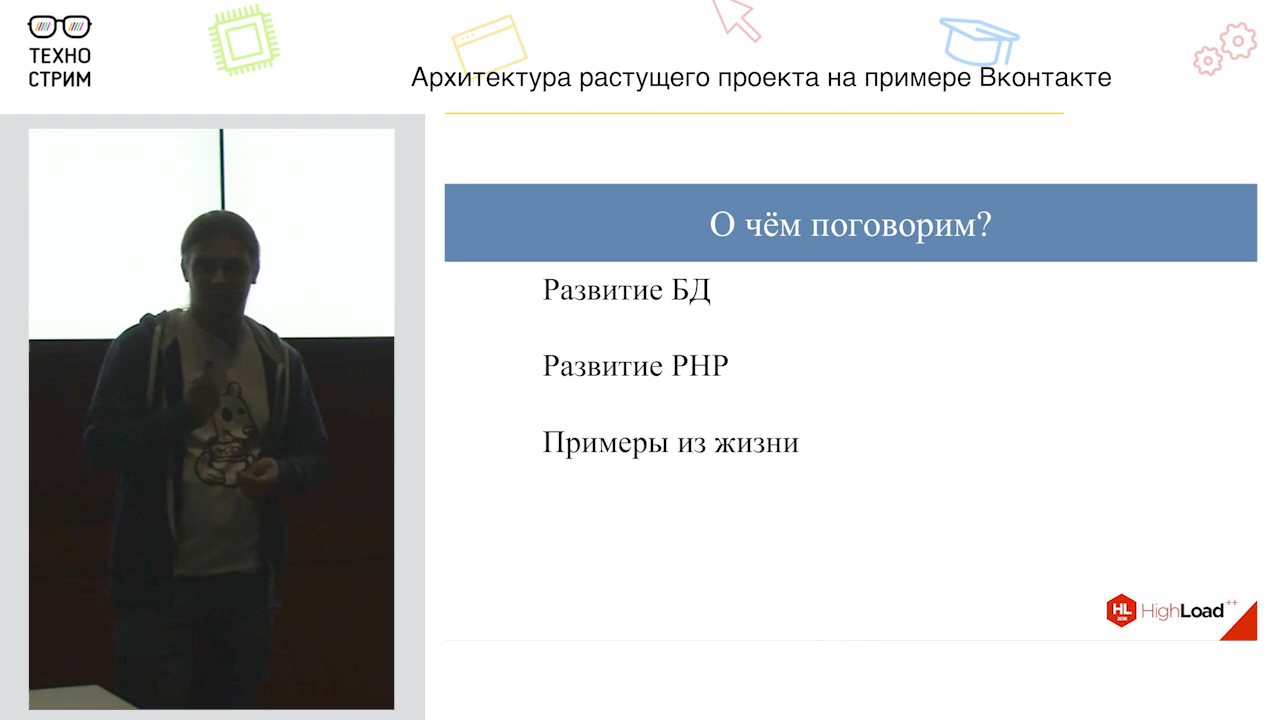 ТЕХНО
СТРИМ
Архитектура растущего проекта на примере Вконтакте
О чём поговорим?
Развитие БД
Развитие PHP
Примеры из жизни
HL
2016
HighLoad++